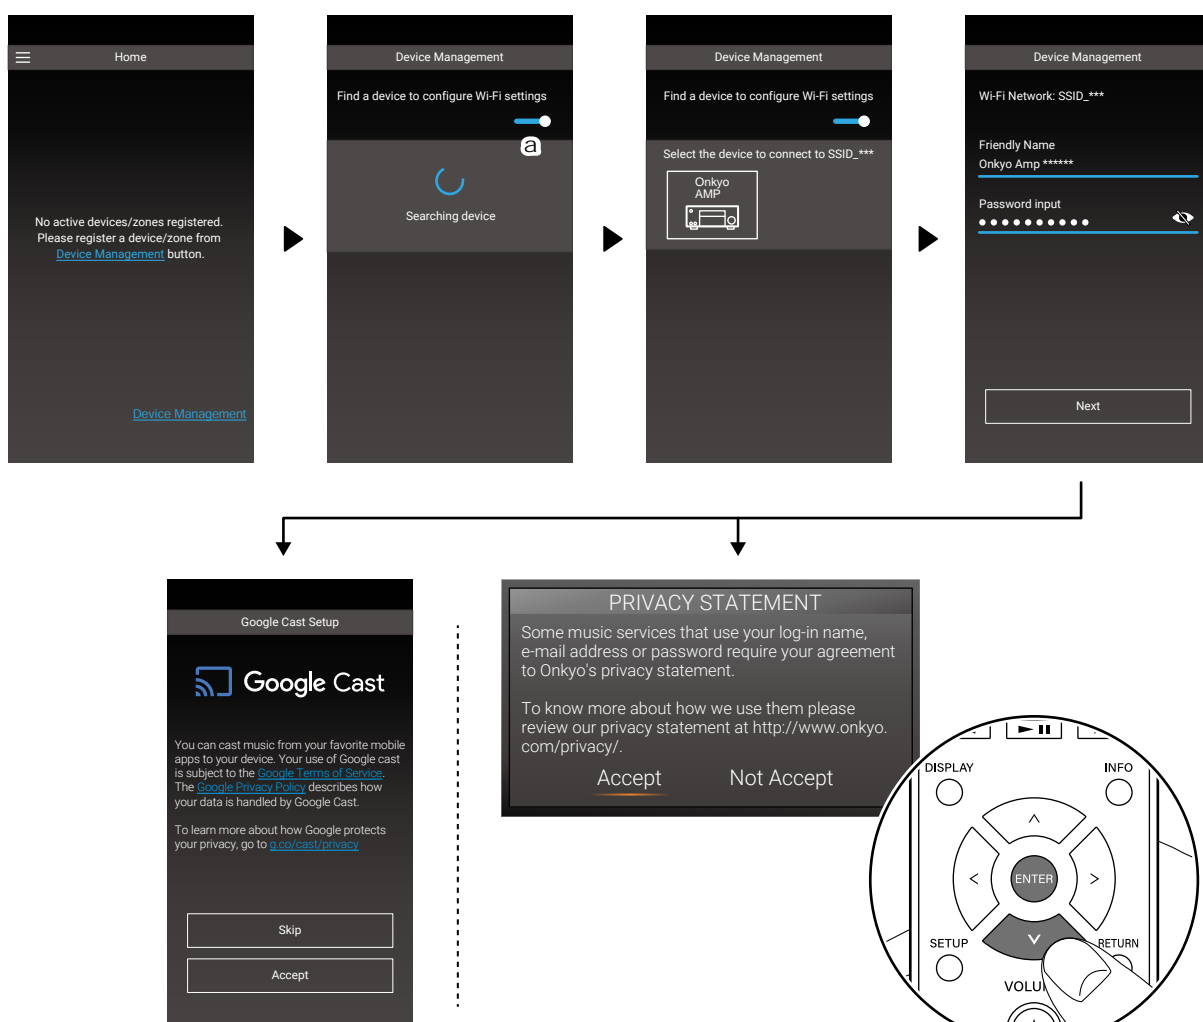 Home
No active devices/zones registered.
Please register a device/zone from
Device Management button.
Device Management
Device Management
Find a device to configure Wi-Fi settings
a
Searching device
Device Management
Find a device to configure Wi-Fi settings
Select the device to connect to SSID_***
Onkyo
AMP
Device Management
Wi-Fi Network: SSID_***
Friendly Name
Onkyo Amp ******
Password input
Next
Google Cast Setup
Google Cast
You can cast music from your favorite mobile
apps to your device. Your use of Google cast
is subject to the Google Terms of Service.
The Google Privacy Policy describes how
your data is handled by Google Cast.
To learn more about how Google protects
your privacy, go to g.co/cast/privacy
Skip
Accept
PRIVACY STATEMENT
Some music services that use your log-in name,
e-mail address or password require your agreement
to Onkyo's privacy statement.
To know more about how we use them please
review our privacy statement at http://www.onkyo.
com/privacy/.
Accept Not Accept
DISPLAY INFO
ENTER
SETUP RETURN
VOLU